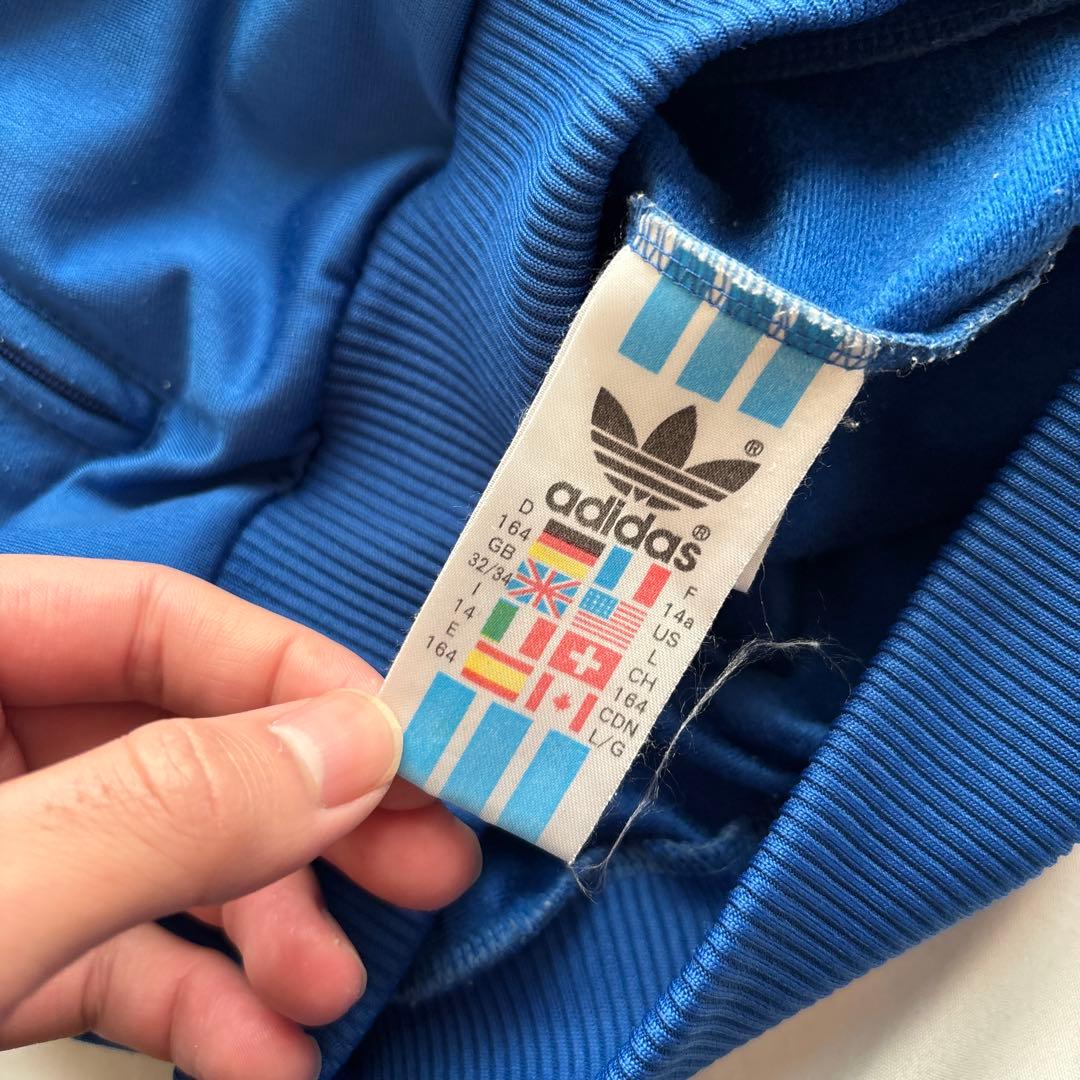 ®
adidas®
D
164
GB
32/34
I
14
E
164
F
14a
US
L
CH
164
CDN
L/G